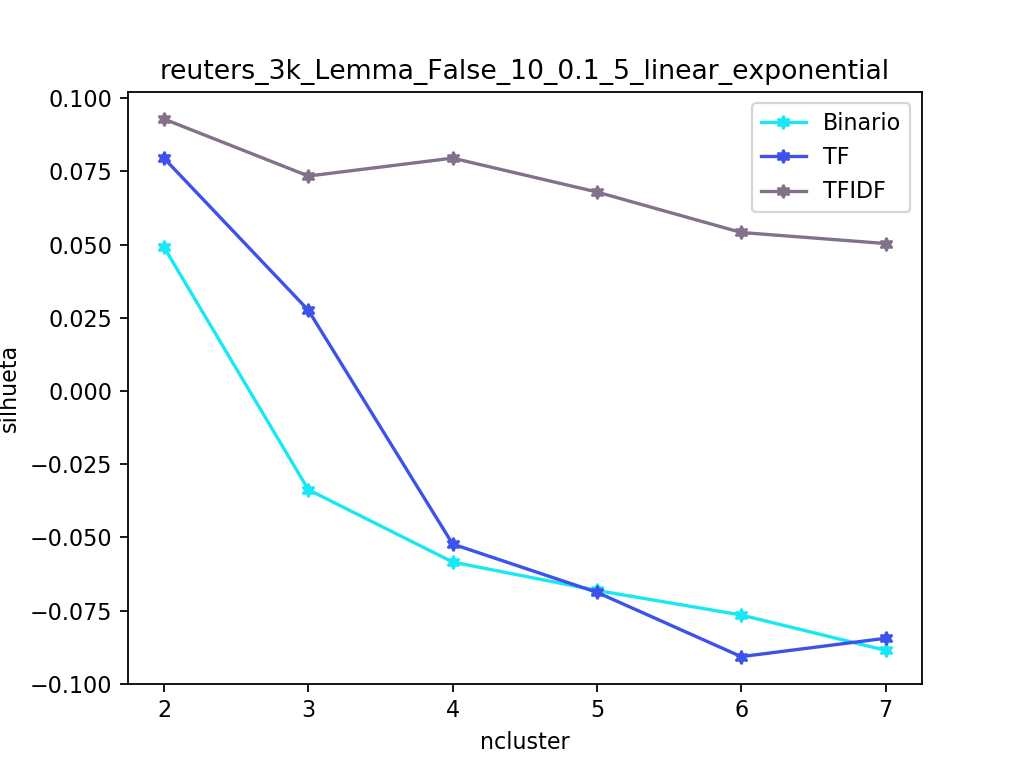 reuters_3k_Lemma_False_10_0.1_5_linear_exponential
0.100
0.075
0.050
0.025
0.000
−0.025
−0.050
−0.075
−0.100
silhueta
Binario
TF
TFIDF
2 3 4 5 6 7
ncluster